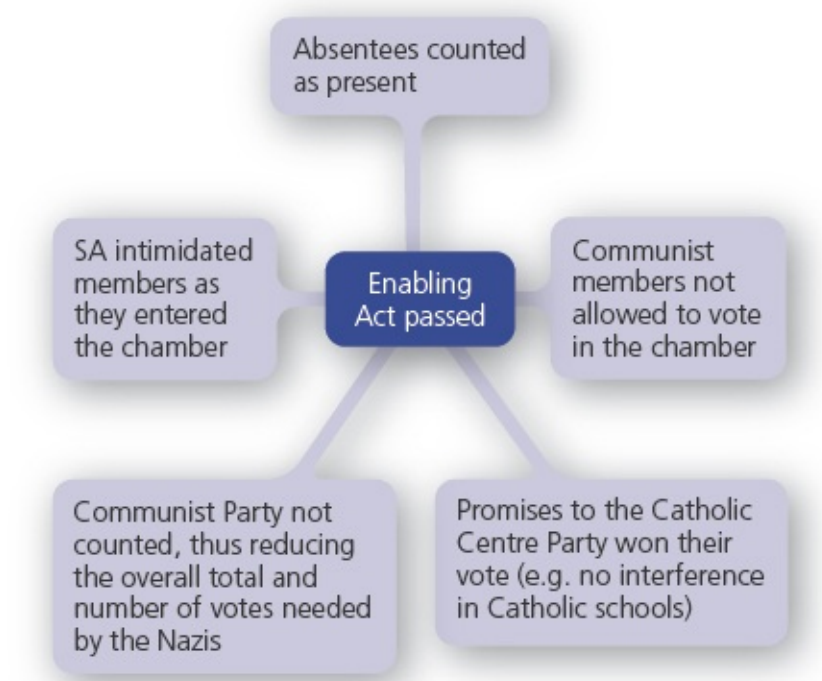 Absentees counted
as present
SA intimidated
members as
they entered
the chamber
Enabling
Act passed
Communist
members not
allowed to vote
in the chamber
Communist Party not
counted, thus reducing
the overall total and
number of votes needed
by the Nazis
Promises to the Catholic
Centre Party won their
vote (e.g. no interference
in Catholic schools)